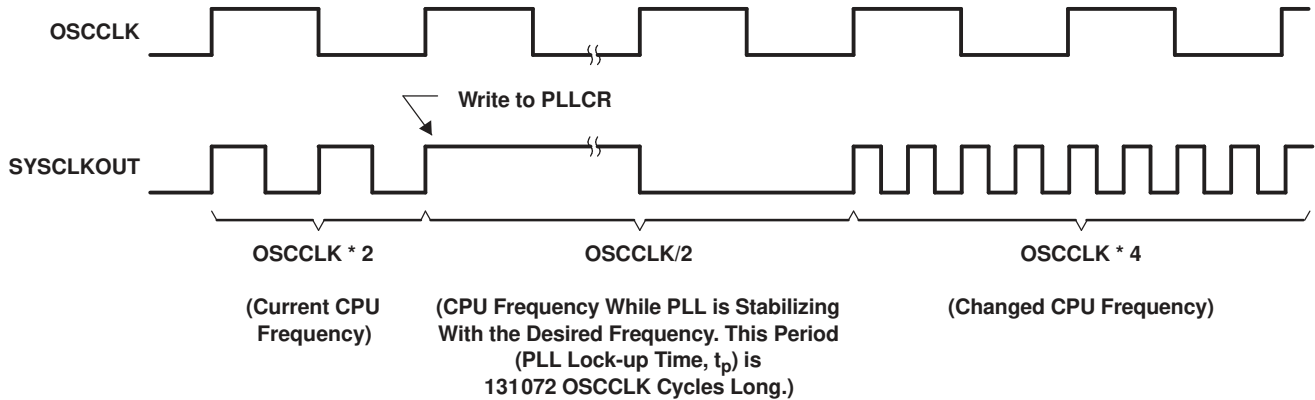 OSCCLK
Write to PLLCR
SYSCLKOUT
OSCCLK * 2
(Current CPU
Frequency)
OSCCLK/2
(CPU Frequency While PLL is Stabilizing
With the Desired Frequency. This Period
(PLL Lock-up Time, tp) is
131072 OSCCLK Cycles Long.)
OSCCLK * 4
(Changed CPU Frequency)